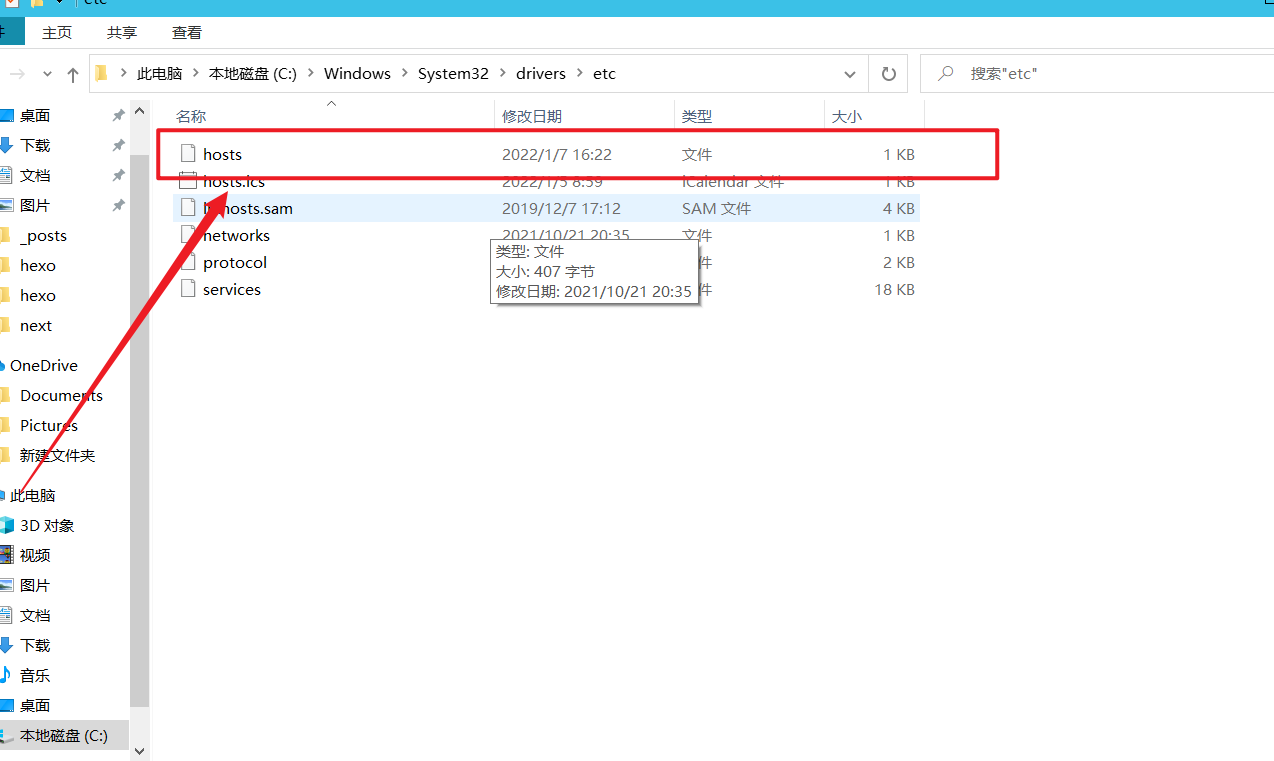 etc
主页 共享 查看
此电脑 本地磁盘 (C:) Windows System32 drivers etc
搜索"etc"
名称 修改日期 类型 大小
hosts 2022/1/7 16:22 文件 1 KB
hosts.ics 2022/1/5 8:59 iCalendar 文件 1 KB
hosts.sam 2019/12/7 17:12 SAM 文件 4 KB
networks 2021/10/21 20:35 文件 1 KB
protocol 件 2 KB
services 件 18 KB
类型: 文件
大小: 407 字节
修改日期: 2021/10/21 20:35
桌面
下载
文档
图片
_posts
hexo
hexo
next
OneDrive
Documents
Pictures
新建文件夹
此电脑
3D 对象
视频
图片
文档
下载
音乐
桌面
本地磁盘 (C:)